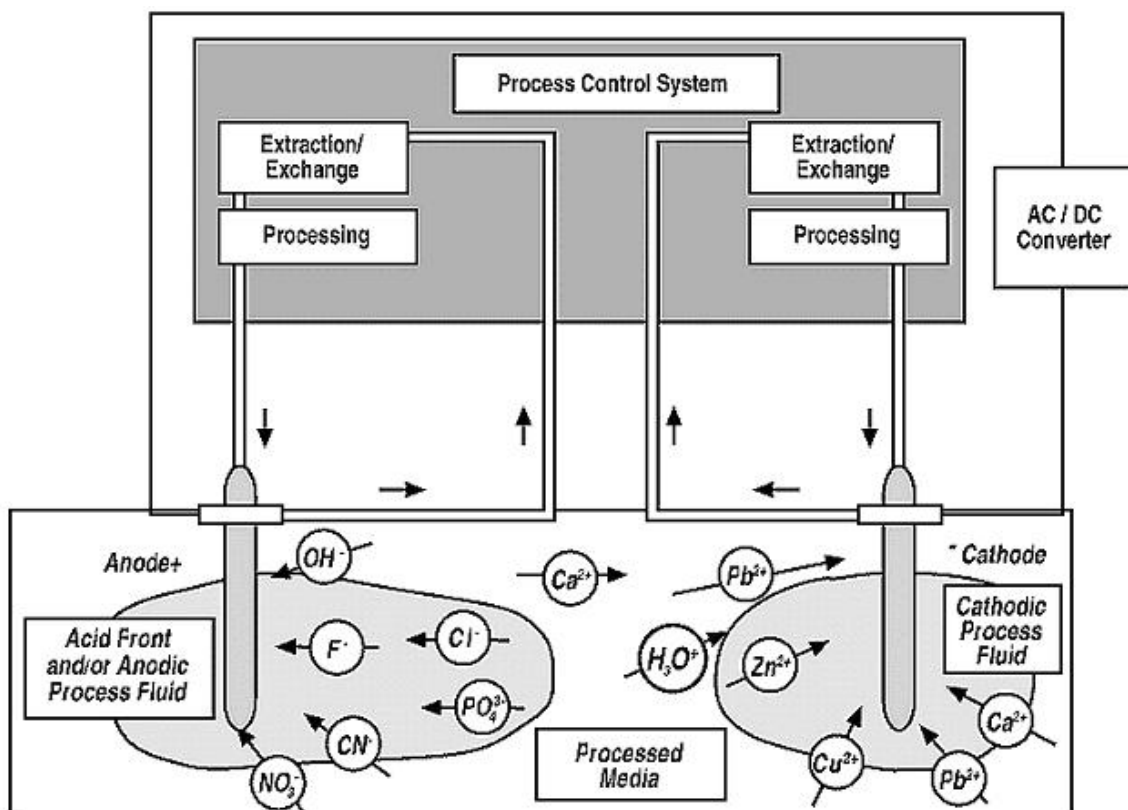 Process Control System
Extraction/
Exchange
Processing
Extraction/
Exchange
Processing
AC / DC
Converter
Anode+
OH⁻
Ca²⁺
Pb²⁺
⁻ Cathode
Acid Front
and/or Anodic
Process Fluid
F⁻
Cl⁻
H₃O⁺
Zn²⁺
Cathodic
Process
Fluid
PO₄³⁻
CN⁻
NO₃⁻
Processed
Media
Cu²⁺
Pb²⁺
Ca²⁺